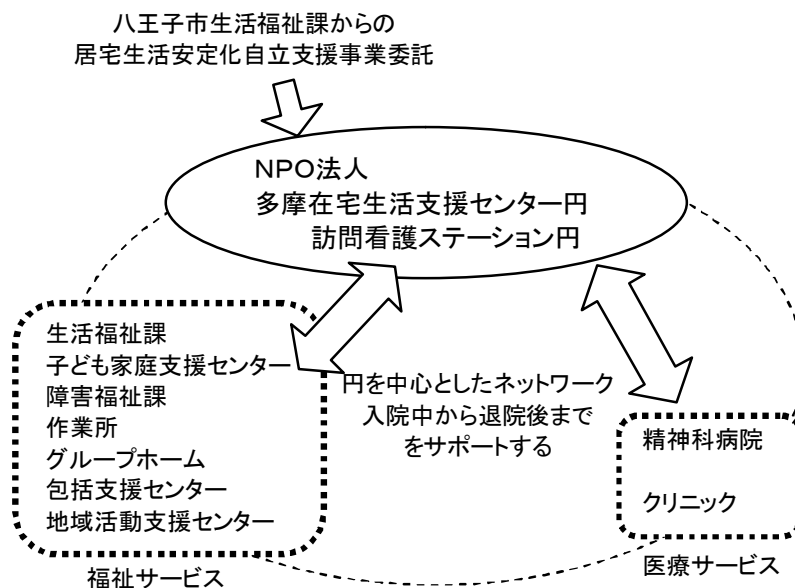 八王子市生活福祉課からの
居宅生活安定化自立支援事業委託
NPO法人
多摩在宅生活支援センター円
訪問看護ステーション円
生活福祉課
子ども家庭支援センター
障害福祉課
作業所
グループホーム
包括支援センター
地域活動支援センター
福祉サービス
円を中心としたネットワーク
入院中から退院後まで
をサポートする
精神科病院
クリニック
医療サービス